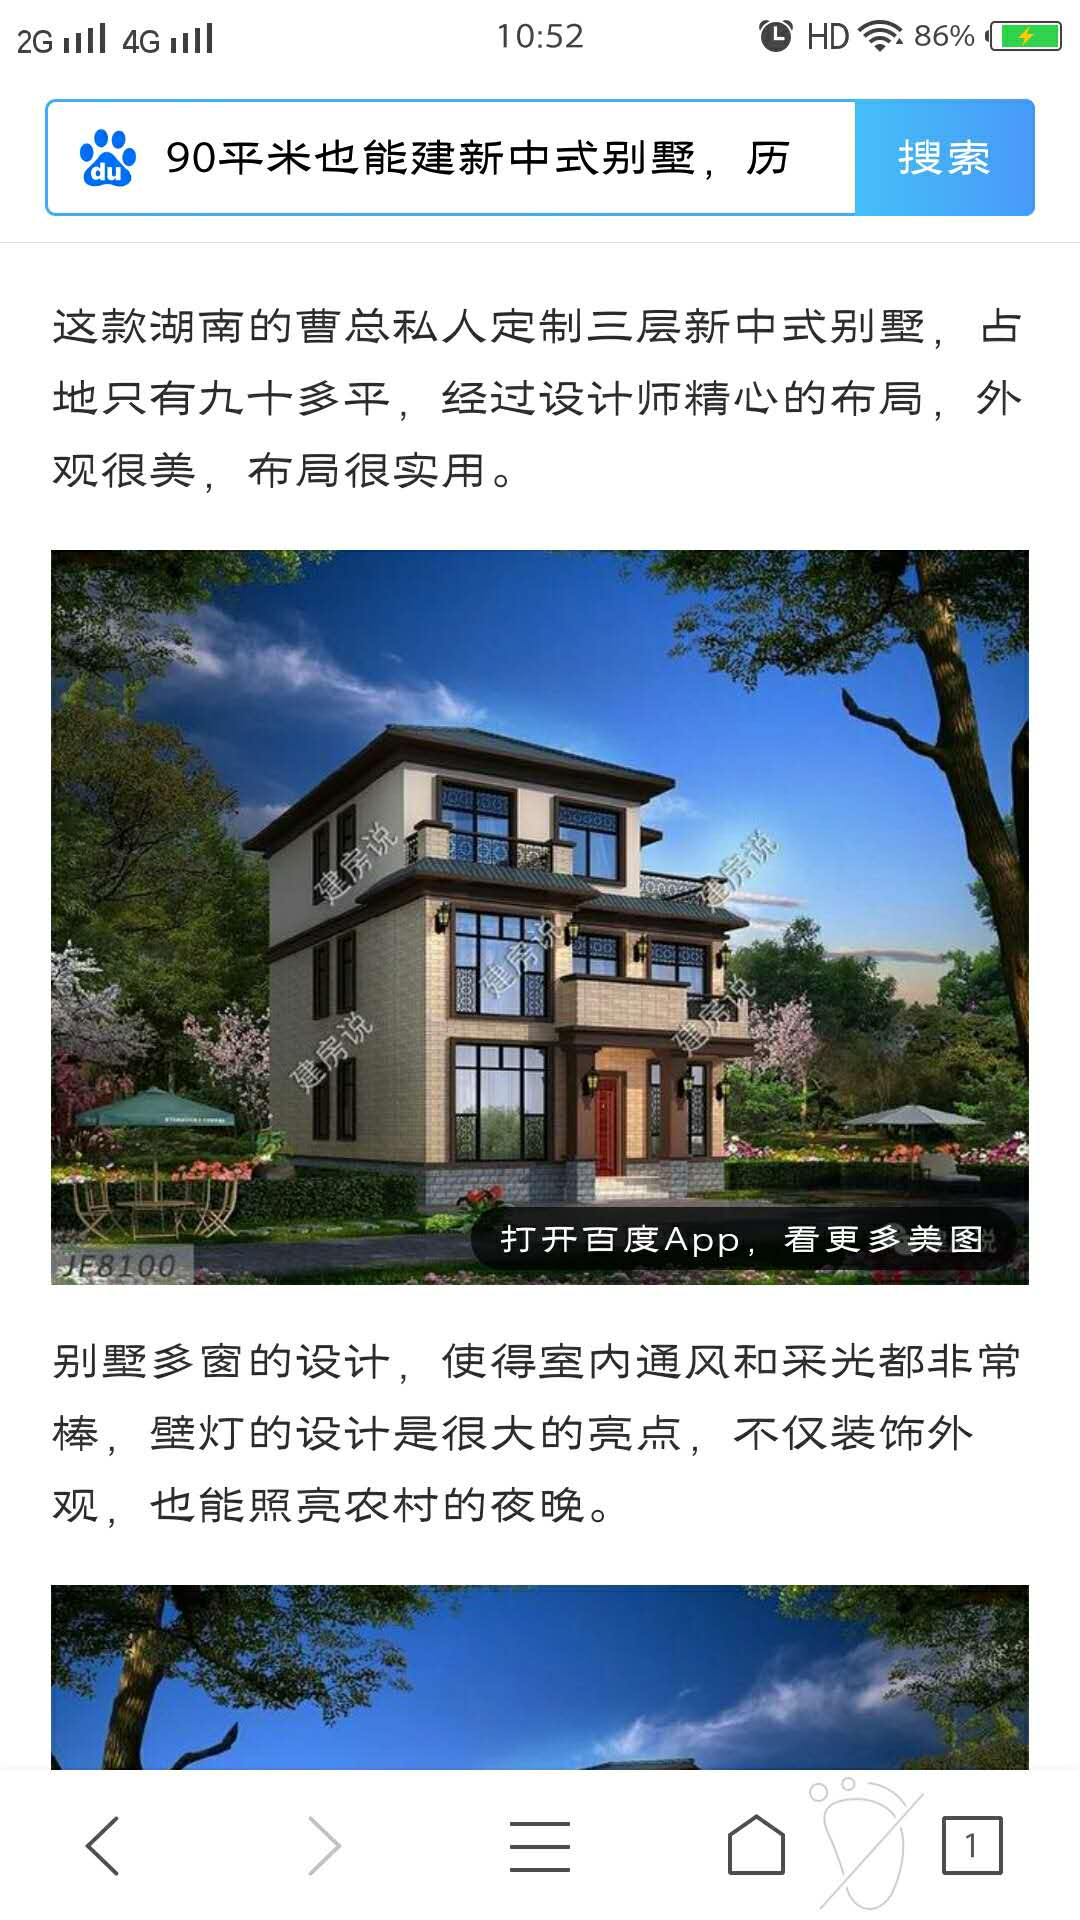 2G 4G 10:52 HD 86%
du 90平米也能建新中式别墅，历 搜索
这款湖南的曹总私人定制三层新中式别墅，占
地只有九十多平，经过设计师精心的布局，外
观很美，布局很实用。
建房说
建房说
建房说
建房说
建房说
打开百度App，看更多美图
JF8100
别墅多窗的设计，使得室内通风和采光都非常
棒，壁灯的设计是很大的亮点，不仅装饰外
观，也能照亮农村的夜晚。
1